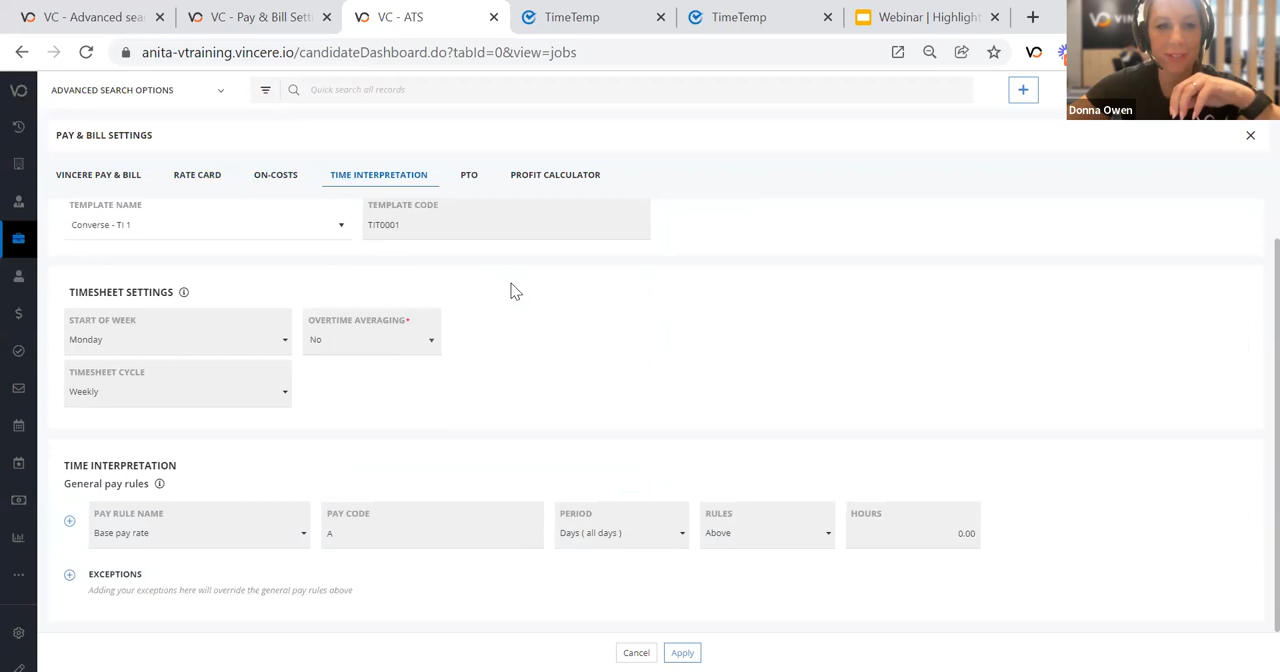 VC - Advanced sea
VC - Pay & Bill Setti
VC - ATS
TimeTemp
TimeTemp
Webinar | Highlight
anita-vtraining.vincere.io/candidateDashboard.do?tabId=0&view=jobs
ADVANCED SEARCH OPTIONS
Quick search all records
Donna Owen
PAY & BILL SETTINGS
VINCERE PAY & BILL
RATE CARD
ON-COSTS
TIME INTERPRETATION
PTO
PROFIT CALCULATOR
TEMPLATE NAME
Converse - TI 1
TEMPLATE CODE
TIT0001
TIMESHEET SETTINGS
START OF WEEK
Monday
OVERTIME AVERAGING*
No
TIMESHEET CYCLE
Weekly
TIME INTERPRETATION
General pay rules
PAY RULE NAME
Base pay rate
PAY CODE
A
PERIOD
Days ( all days )
RULES
Above
HOURS
0.00
EXCEPTIONS
Adding your exceptions here will override the general pay rules above
Cancel
Apply